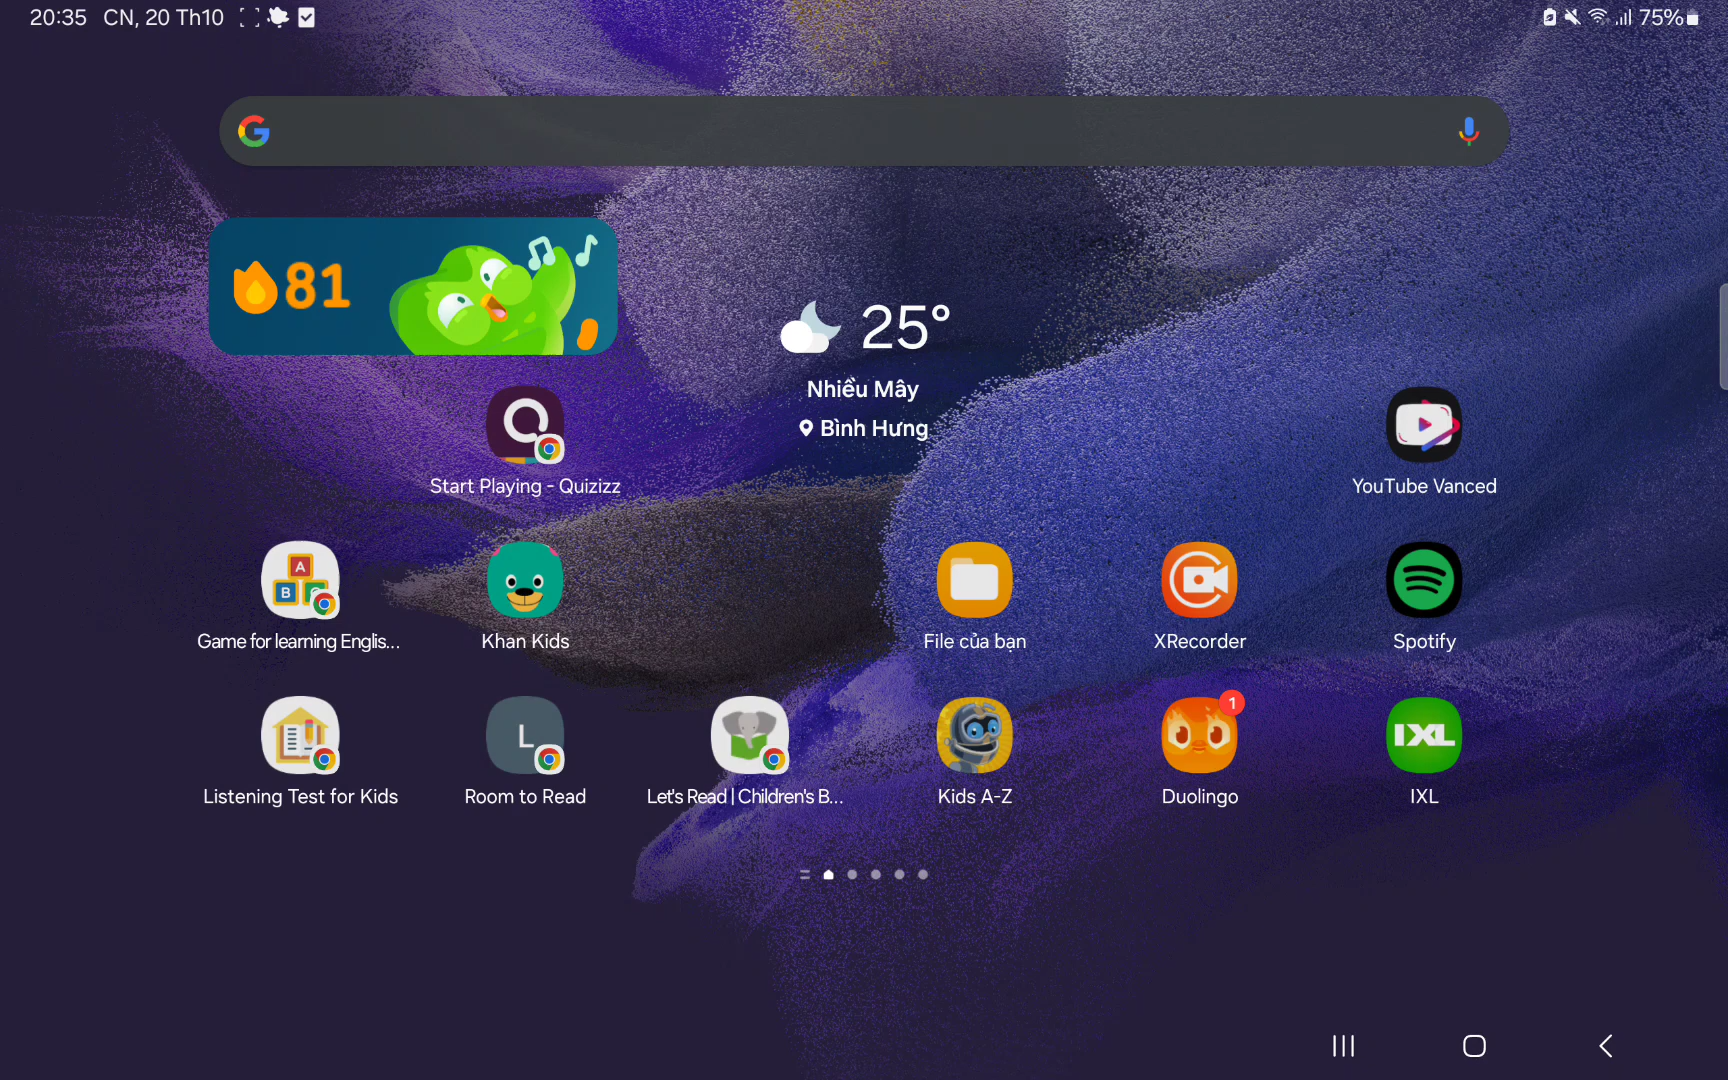 20:35 CN, 20 Th10
75%
81
25°
Nhiều Mây
Bình Hưng
Start Playing - Quizizz
YouTube Vanced
A
B
Game for learning Englis...
Khan Kids
File của bạn
XRecorder
Spotify
L
1
IXL
Listening Test for Kids
Room to Read
Let's Read | Children's B...
Kids A-Z
Duolingo
IXL